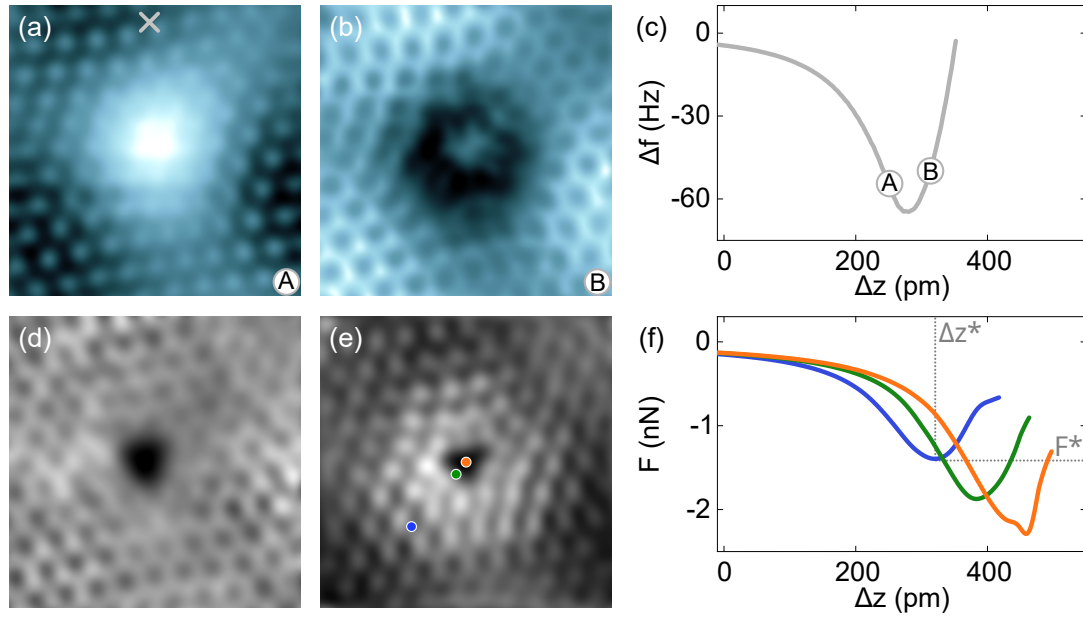 (a)
A
(b)
B
(c)
0
-30
-60
Δf (Hz)
A
B
0 200 400
Δz (pm)
(d)
(e)
(f)
0
-1
-2
F (nN)
Δz*
F*
0 200 400
Δz (pm)